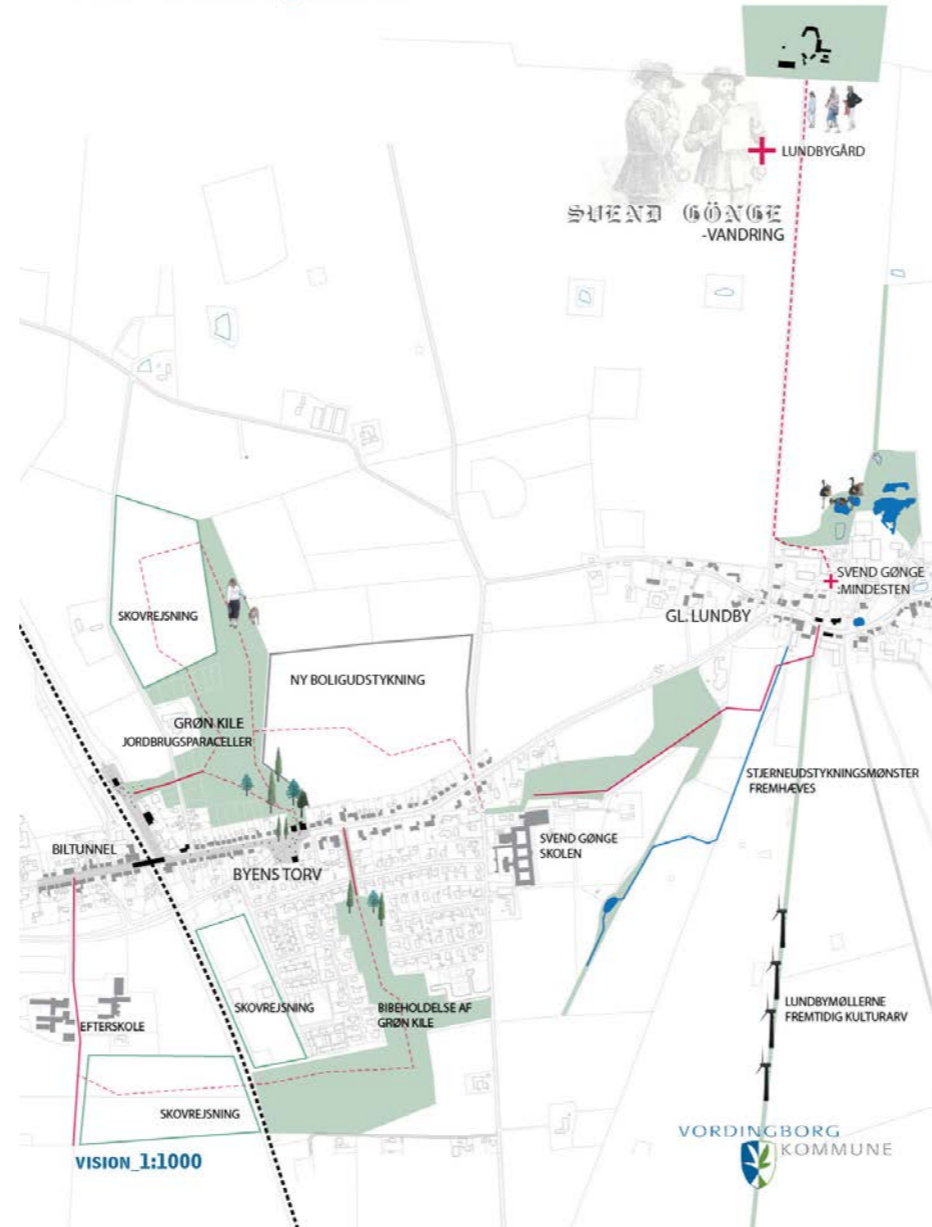 LUNDBYGÅRD
SVEND GÖNGE
-VANDRING
SVEND GØNGE
-MINDESTEN
GL. LUNDBY
SKOVREJSNING
NY BOLIGUDSTYKNING
GRØN KILE
JORDBRUGSPARACELLER
STJERNEUDSTYKNINGSMØNSTER
FREMHÆVES
BILTUNNEL
BYENS TORV
SVEND GØNGE
SKOLEN
SKOVREJSNING
BIBEHOLDELSE AF
GRØN KILE
EFTERSKOLE
LUNDBYMØLLERNE
FREMTIDIG KULTURARV
SKOVREJSNING
VORDINGBORG
KOMMUNE
VISION_1:1000